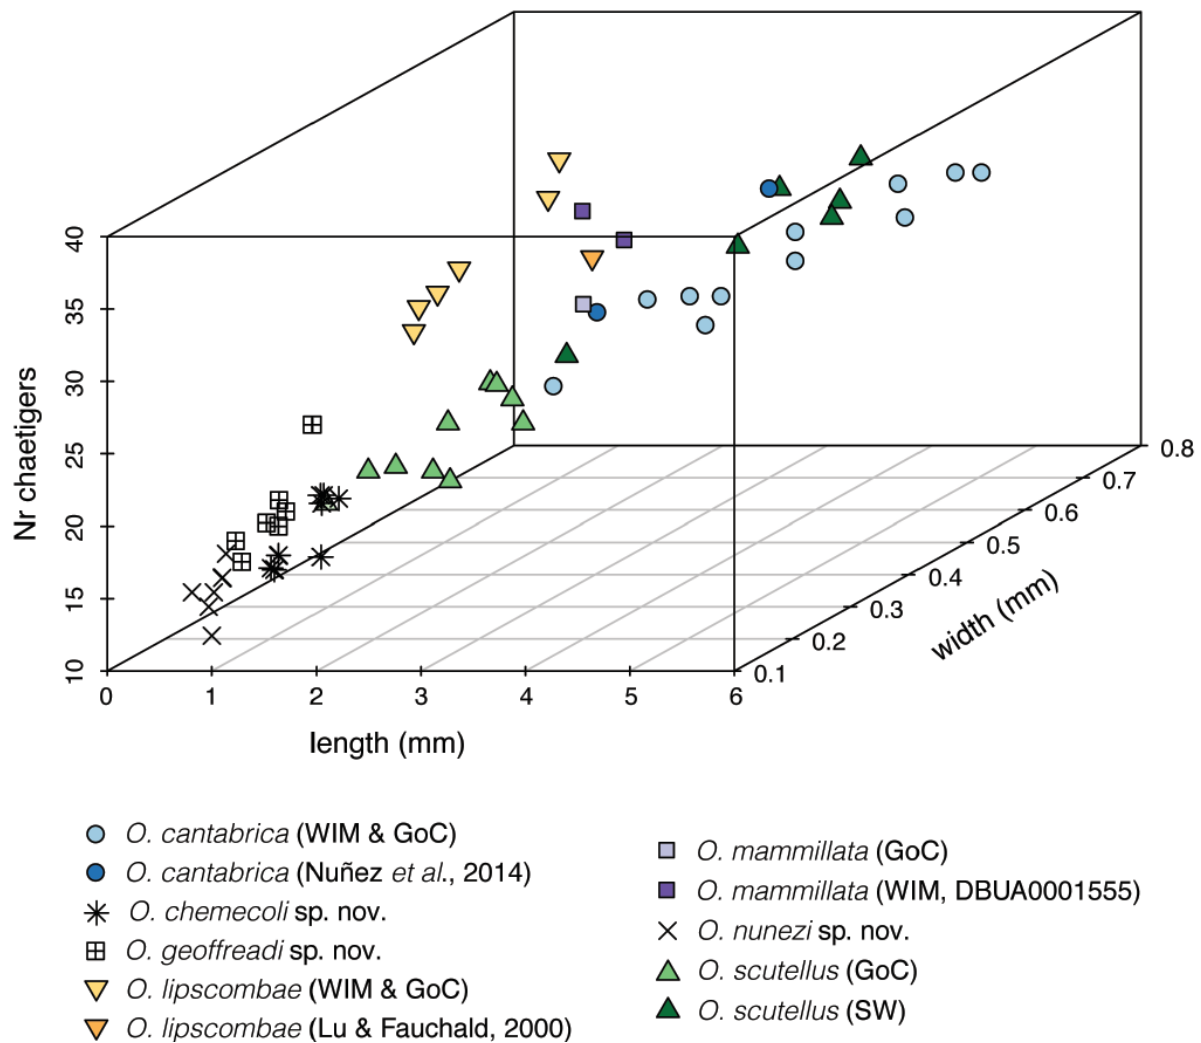 Nr chaetigers
40
35
30
25
20
15
10
0 1 2 3 4 5 6
length (mm)
0.1
0.2
0.3
0.4
0.5
0.6
0.7
0.8
width (mm)
O. cantabrica (WIM & GoC)
O. cantabrica (Nuñez et al., 2014)
O. chemecoli sp. nov.
O. geoffreadi sp. nov.
O. lipscombae (WIM & GoC)
O. lipscombae (Lu & Fauchald, 2000)
O. mammillata (GoC)
O. mammillata (WIM, DBUA0001555)
O. nunezi sp. nov.
O. scutellus (GoC)
O. scutellus (SW)